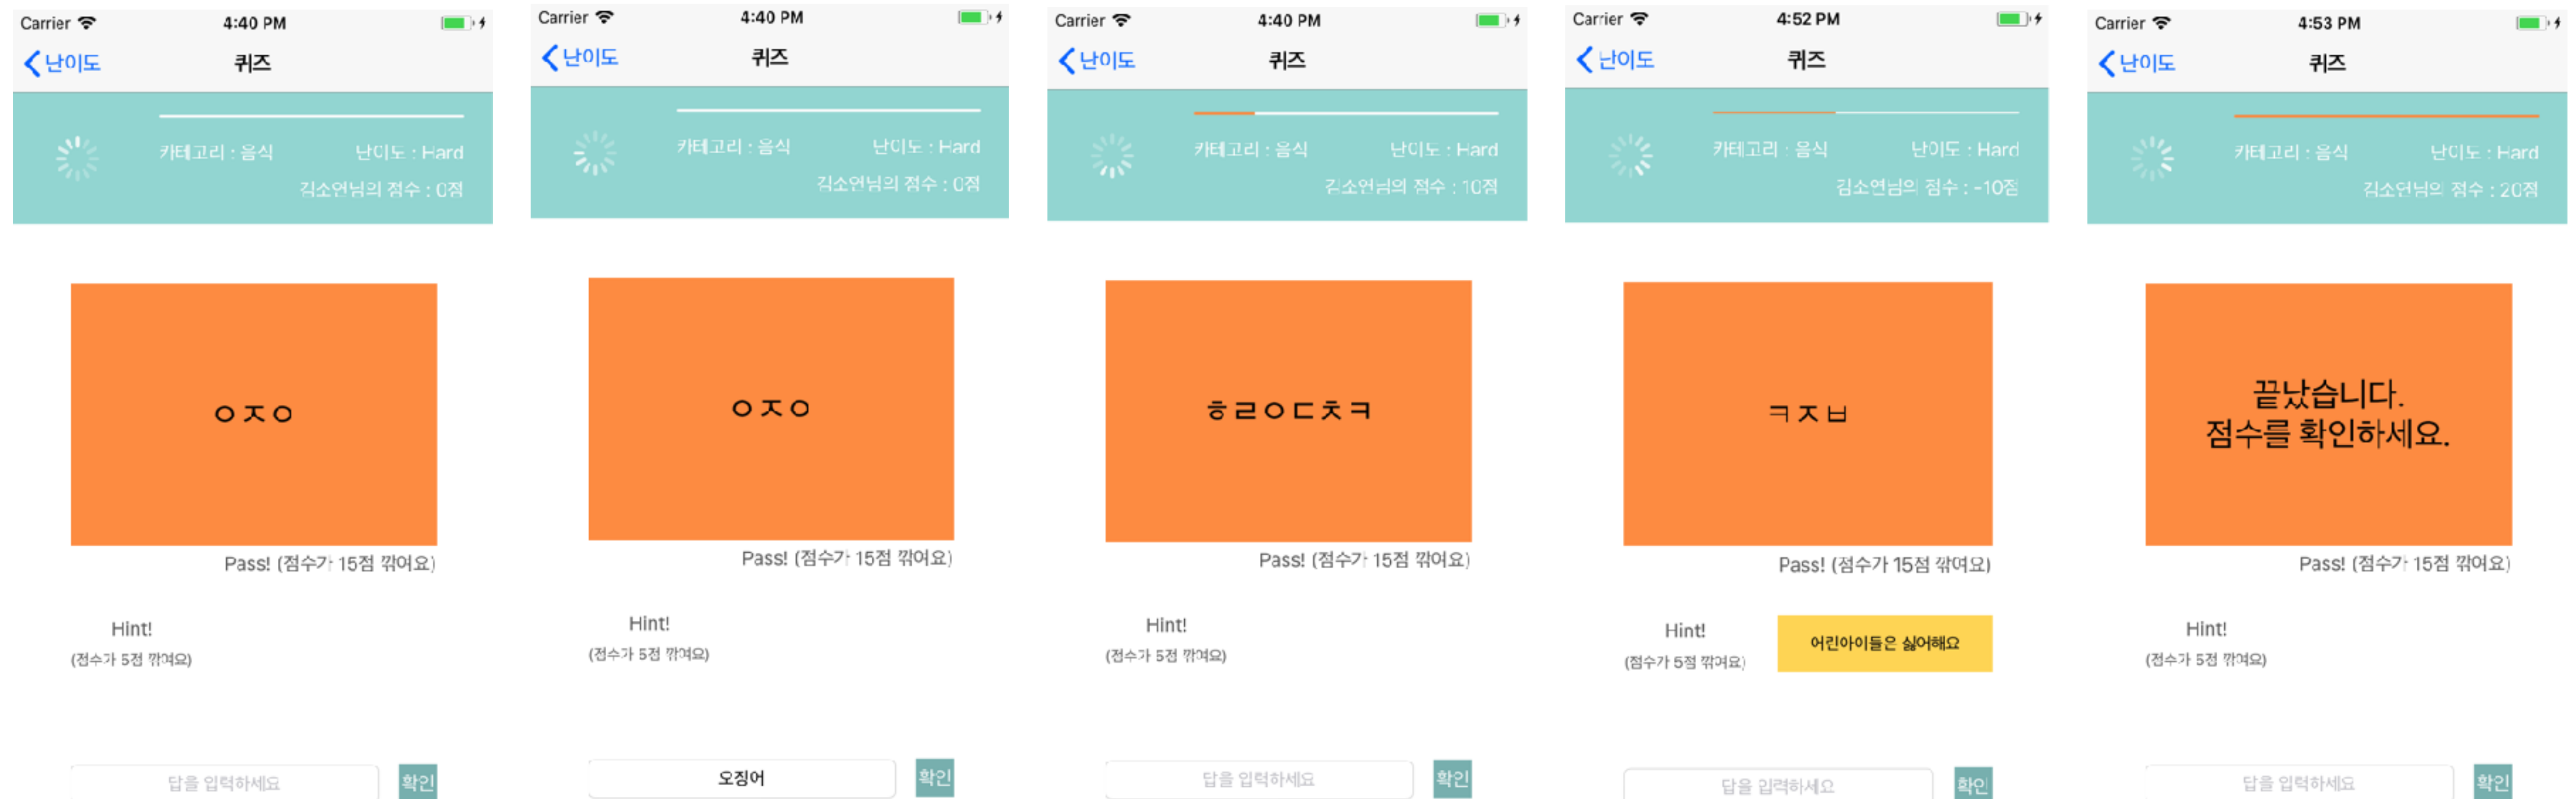 Carrier 4:40 PM
난이도 퀴즈
카테고리 : 음식 난이도 : Hard
김소연님의 점수 : 0점
ㅇㅈㅇ
Pass! (점수가 15점 깎여요)
Hint!
(점수가 5점 깎여요)
답을 입력하세요 확인
Carrier 4:40 PM
난이도 퀴즈
카테고리 : 음식 난이도 : Hard
김소연님의 점수 : 0점
ㅇㅈㅇ
Pass! (점수가 15점 깎여요)
Hint!
(점수가 5점 깎여요)
오징어 확인
Carrier 4:40 PM
난이도 퀴즈
카테고리 : 음식 난이도 : Hard
김소연님의 점수 : 10점
ㅎㄹㅇㄷㅊㅋ
Pass! (점수가 15점 깎여요)
Hint!
(점수가 5점 깎여요)
답을 입력하세요 확인
Carrier 4:52 PM
난이도 퀴즈
카테고리 : 음식 난이도 : Hard
김소연님의 점수 : -10점
ㅋㅈㅂ
Pass! (점수가 15점 깎여요)
Hint!
(점수가 5점 깎여요)
어린아이들은 싫어해요
답을 입력하세요 확인
Carrier 4:53 PM
난이도 퀴즈
카테고리 : 음식 난이도 : Hard
김소연님의 점수 : 20점
끝났습니다.
점수를 확인하세요.
Pass! (점수가 15점 깎여요)
Hint!
(점수가 5점 깎여요)
답을 입력하세요 확인